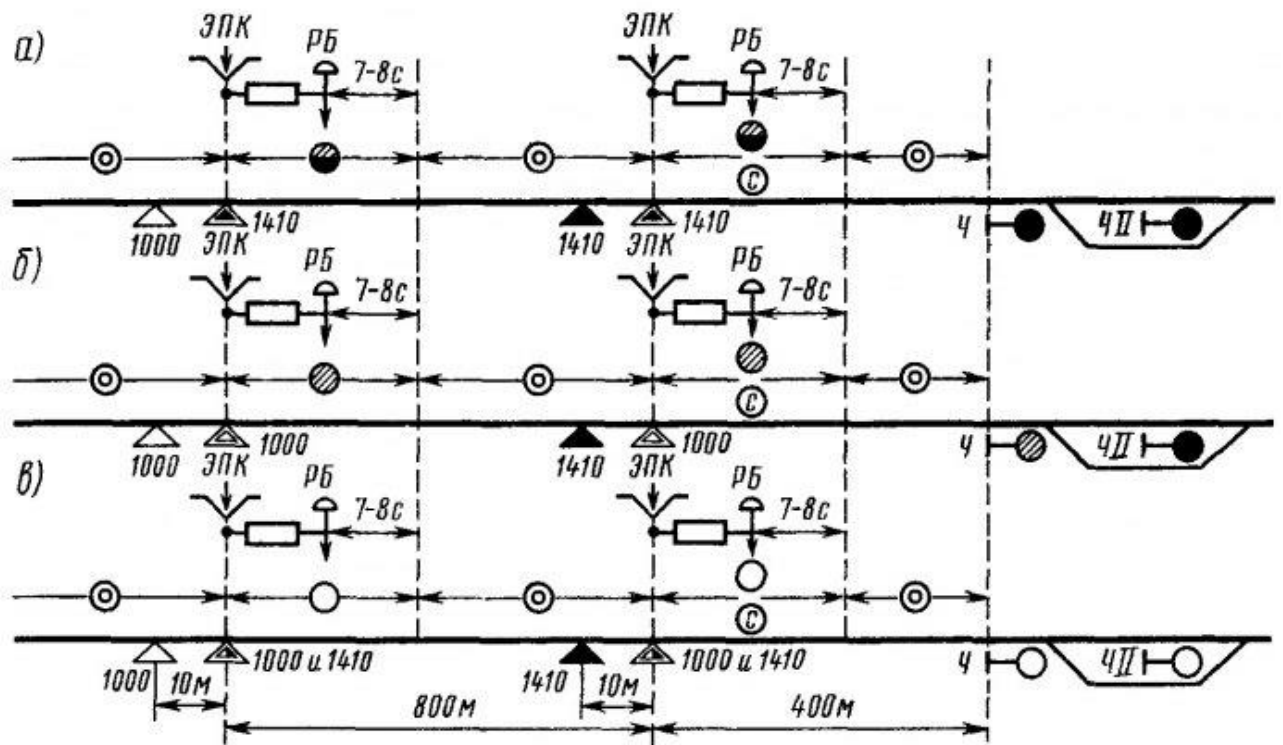 а) ЭПК РБ 7-8с ЭПК РБ 7-8с
С
1000 1410 1410 1410 Ч ЧII
б) ЭПК РБ 7-8с ЭПК РБ 7-8с
С
1000 1000 1410 1000 Ч ЧII
в) ЭПК РБ 7-8с ЭПК РБ 7-8с
С
1000 1000 и 1410 1410 1000 и 1410 Ч ЧII
10м 10м
800м 400м